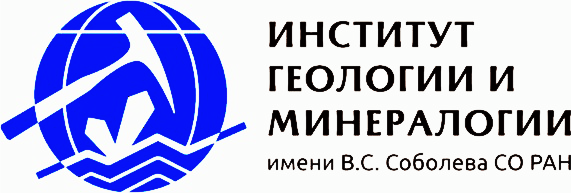 ИНСТИТУТ
ГЕОЛОГИИ И
МИНЕРАЛОГИИ
имени В.С. Соболева СО РАН